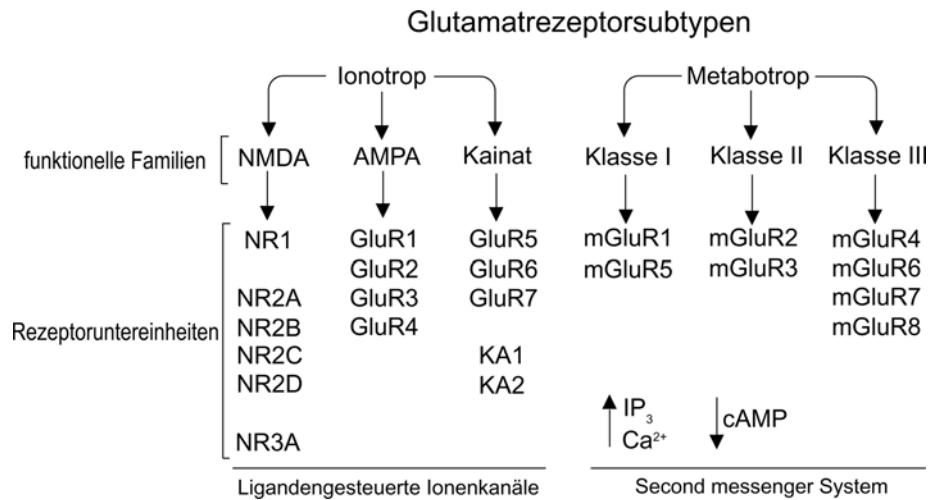 Glutamatrezeptorsubtypen
Ionotrop Metabotrop
funktionelle Familien NMDA AMPA Kainat Klasse I Klasse II Klasse III
NR1 GluR1 GluR5 mGluR1 mGluR2 mGluR4
GluR2 GluR6 mGluR5 mGluR3 mGluR6
NR2A GluR3 GluR7 mGluR7
Rezeptoruntereinheiten NR2B GluR4 mGluR8
NR2C KA1
NR2D KA2
IP₃ cAMP
NR3A Ca²⁺
Ligandengesteuerte Ionenkanäle Second messenger System